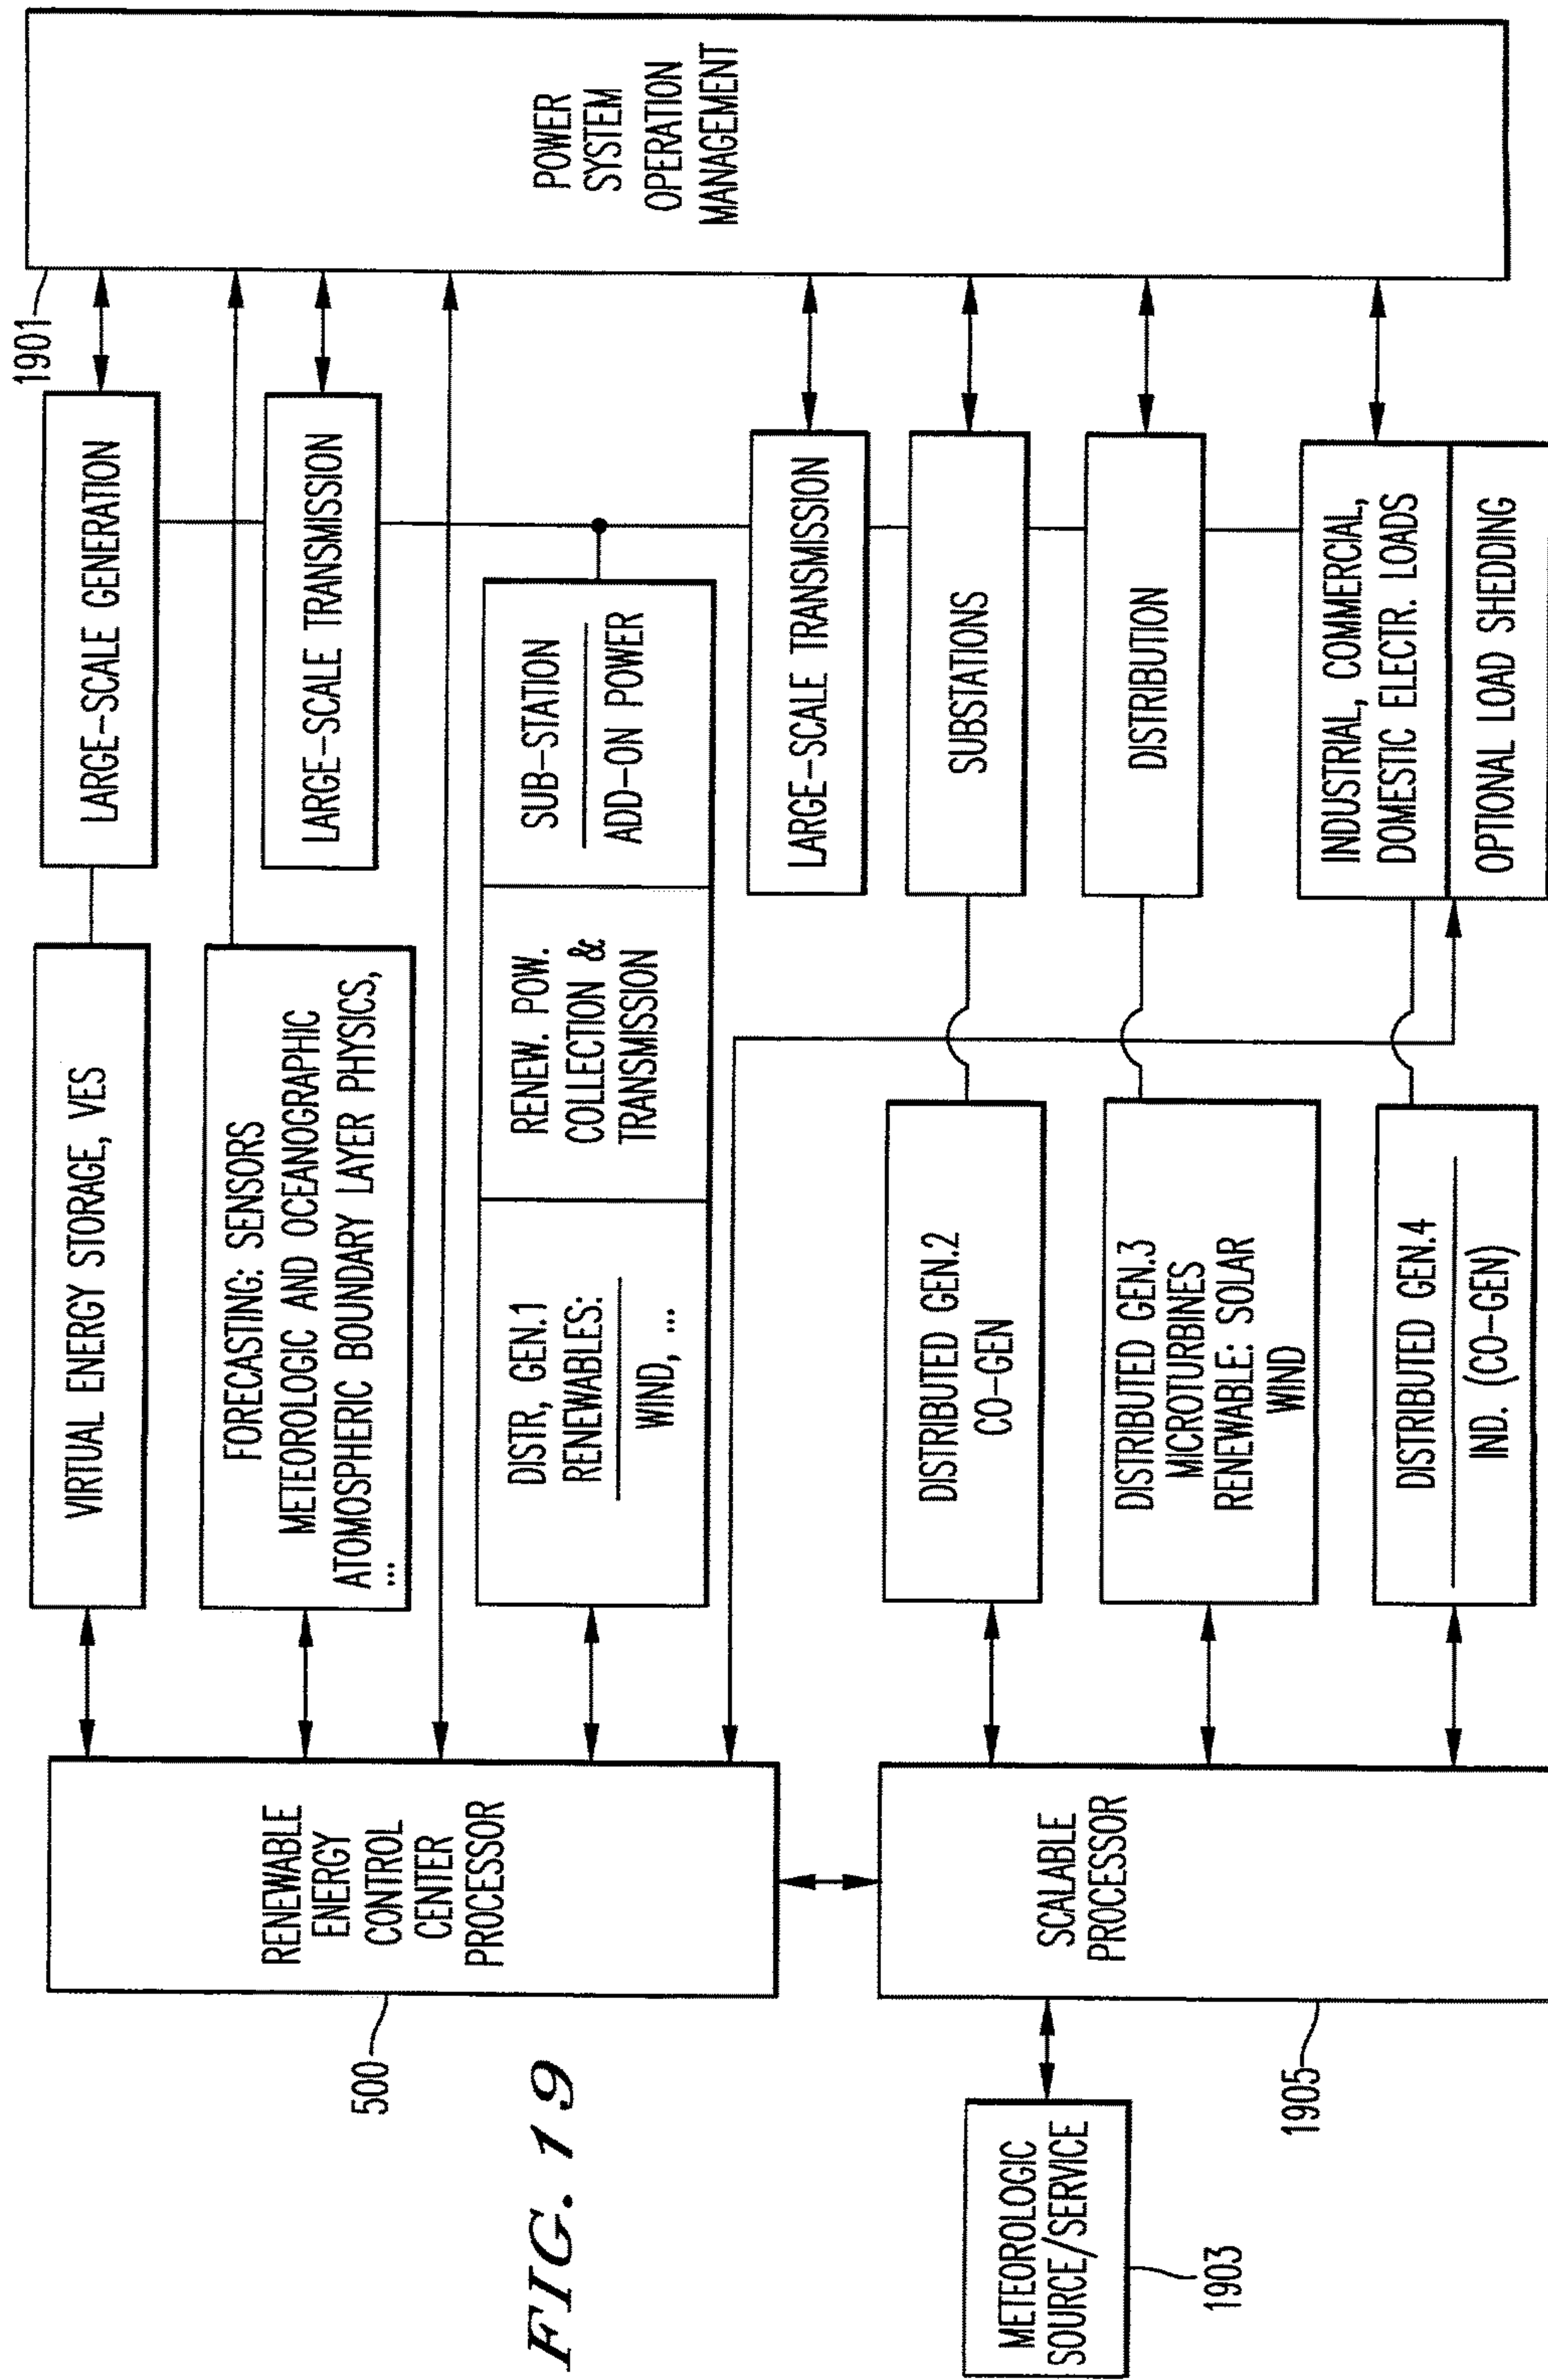 1901
POWER
SYSTEM
OPERATION
MANAGEMENT
LARGE-SCALE GENERATION
LARGE-SCALE TRANSMISSION
SUB-STATION
ADD-ON POWER
LARGE-SCALE TRANSMISSION
SUBSTATIONS
DISTRIBUTION
INDUSTRIAL, COMMERCIAL,
DOMESTIC ELECTR. LOADS
OPTIONAL LOAD SHEDDING
VIRTUAL ENERGY STORAGE, VES
FORECASTING: SENSORS
METEOROLOGIC AND OCEANOGRAPHIC
ATOMOSPHERIC BOUNDARY LAYER PHYSICS,
...
RENEW. POW.
COLLECTION &
TRANSMISSION
DISTR, GEN.1
RENEWABLES:
WIND, ...
DISTRIBUTED GEN.2
CO-GEN
DISTRIBUTED GEN.3
MICROTURBINES
RENEWABLE: SOLAR
WIND
DISTRIBUTED GEN.4
IND. (CO-GEN)
RENEWABLE
ENERGY
CONTROL
CENTER
PROCESSOR
500
SCALABLE
PROCESSOR
1905
METEOROLOGIC
SOURCE/SERVICE
1903
FIG. 19